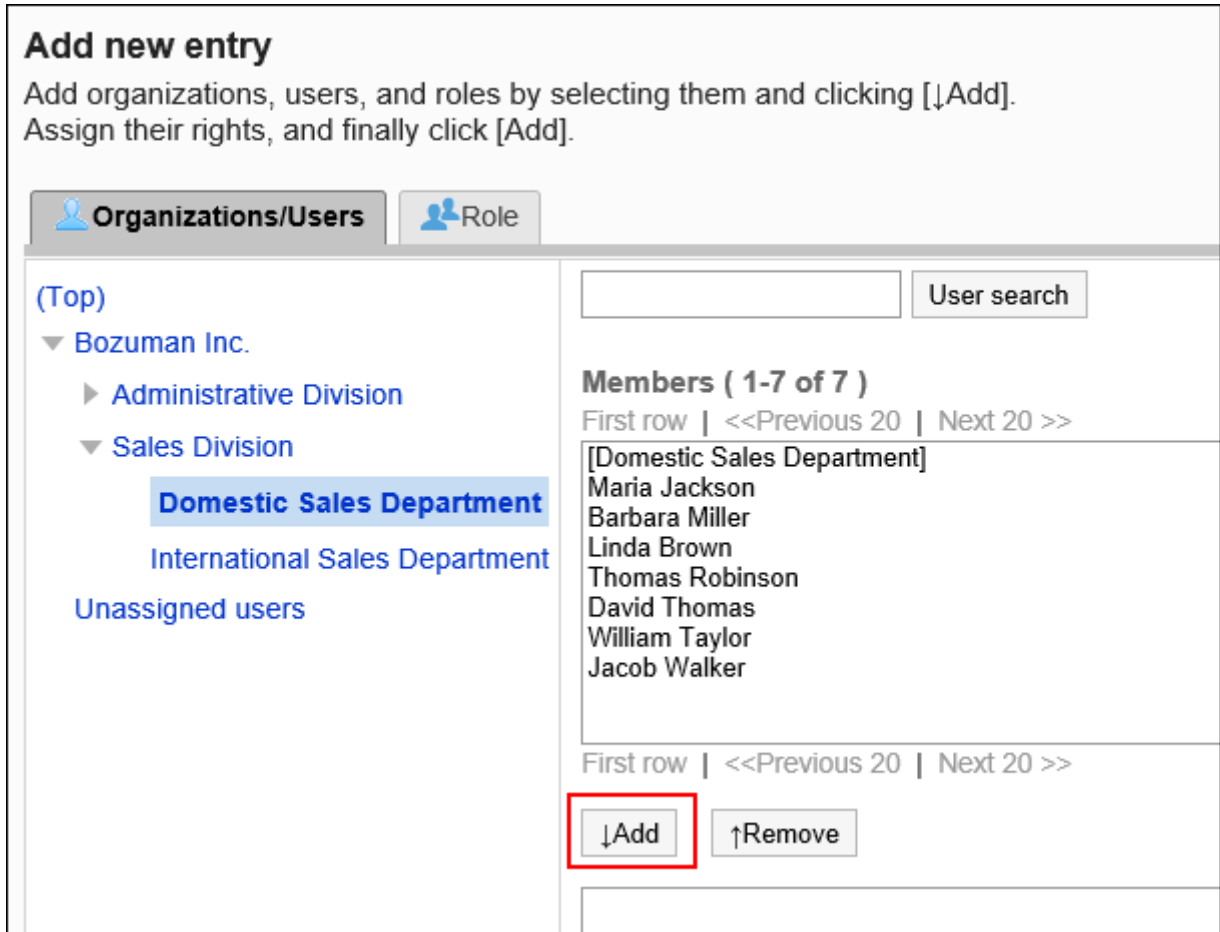 Add new entry
Add organizations, users, and roles by selecting them and clicking [↓Add].
Assign their rights, and finally click [Add].
Organizations/Users
Role
(Top)
Bozuman Inc.
Administrative Division
Sales Division
Domestic Sales Department
International Sales Department
Unassigned users
User search
Members ( 1-7 of 7 )
First row | <<Previous 20 | Next 20 >>
[Domestic Sales Department]
Maria Jackson
Barbara Miller
Linda Brown
Thomas Robinson
David Thomas
William Taylor
Jacob Walker
First row | <<Previous 20 | Next 20 >>
↓Add
↑Remove